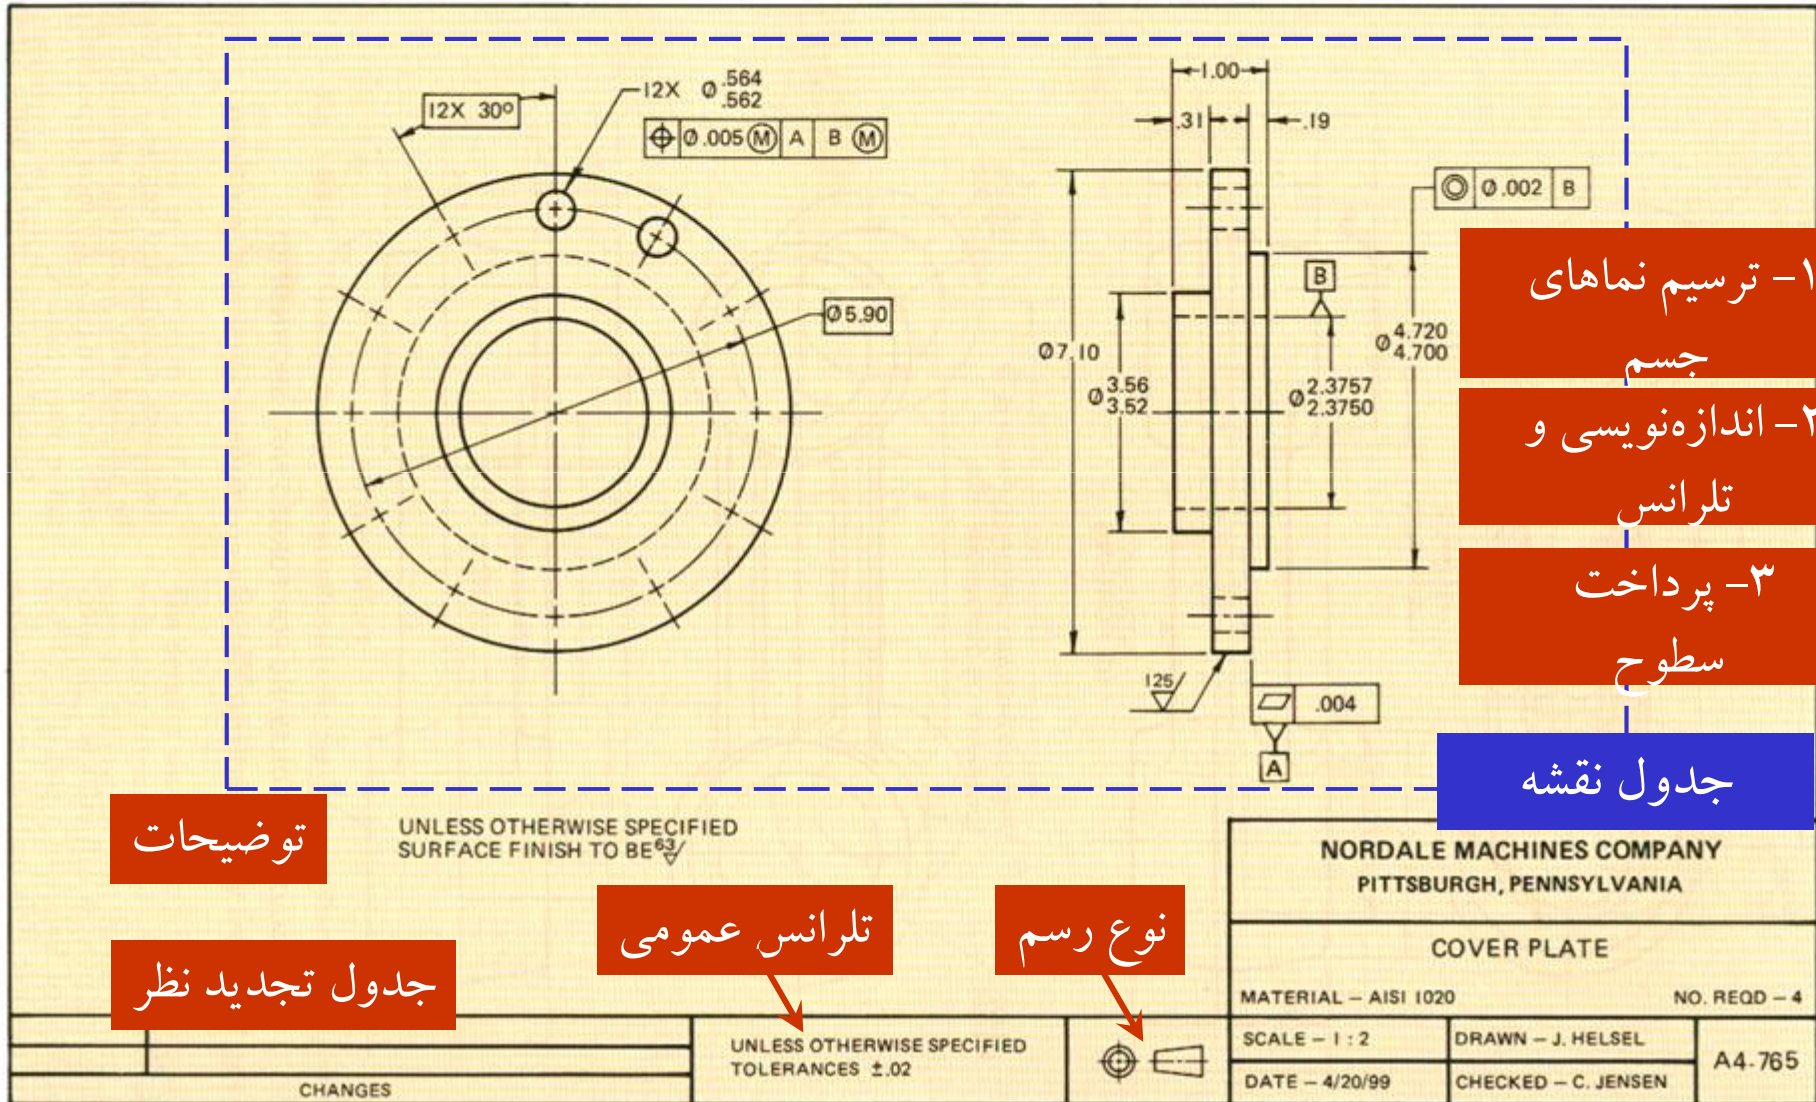 12X 30°
12X Ø .564
.562
⌖ Ø .005 Ⓜ A B Ⓜ
Ø 5.90
1.00
.31
.19
◎ Ø .002 B
B
Ø 7.10
Ø 3.56
3.52
Ø 2.3757
2.3750
Ø 4.720
4.700
125
⏥ .004
A
۱- ترسیم نماهای
جسم
۲- اندازه‌نویسی و
تلرانس
۳- پرداخت
سطوح
جدول نقشه
توضیحات
UNLESS OTHERWISE SPECIFIED
SURFACE FINISH TO BE 63
تلرانس عمومی
نوع رسم
جدول تجدید نظر
CHANGES
UNLESS OTHERWISE SPECIFIED
TOLERANCES ±.02
NORDALE MACHINES COMPANY
PITTSBURGH, PENNSYLVANIA
COVER PLATE
MATERIAL – AISI 1020 NO. REQD – 4
SCALE – 1 : 2
DRAWN – J. HELSEL
DATE – 4/20/99
CHECKED – C. JENSEN
A4-765